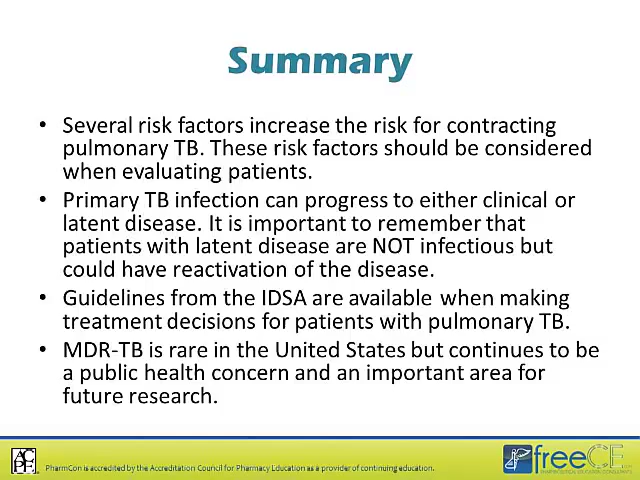 Summary
• Several risk factors increase the risk for contracting
pulmonary TB. These risk factors should be considered
when evaluating patients.
• Primary TB infection can progress to either clinical or
latent disease. It is important to remember that
patients with latent disease are NOT infectious but
could have reactivation of the disease.
• Guidelines from the IDSA are available when making
treatment decisions for patients with pulmonary TB.
• MDR-TB is rare in the United States but continues to be
a public health concern and an important area for
future research.
PharmCon is accredited by the Accreditation Council for Pharmacy Education as a provider of continuing education.
freeCE